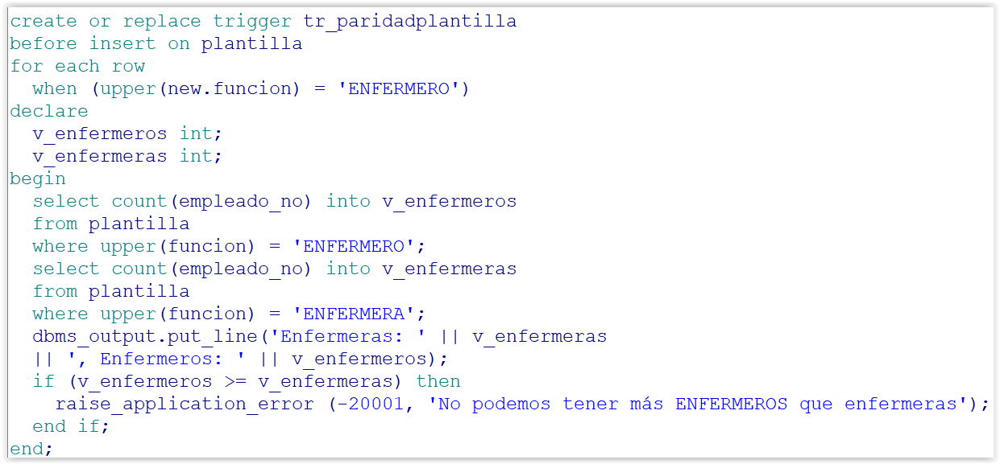 create or replace trigger tr_paridadplantilla
before insert on plantilla
for each row
  when (upper(new.funcion) = 'ENFERMERO')
declare
  v_enfermeros int;
  v_enfermeras int;
begin
  select count(empleado_no) into v_enfermeros
  from plantilla
  where upper(funcion) = 'ENFERMERO';
  select count(empleado_no) into v_enfermeras
  from plantilla
  where upper(funcion) = 'ENFERMERA';
  dbms_output.put_line('Enfermeras: ' || v_enfermeras
  || ', Enfermeros: ' || v_enfermeros);
  if (v_enfermeros >= v_enfermeras) then
    raise_application_error (-20001, 'No podemos tener más ENFERMEROS que enfermeras');
  end if;
end;